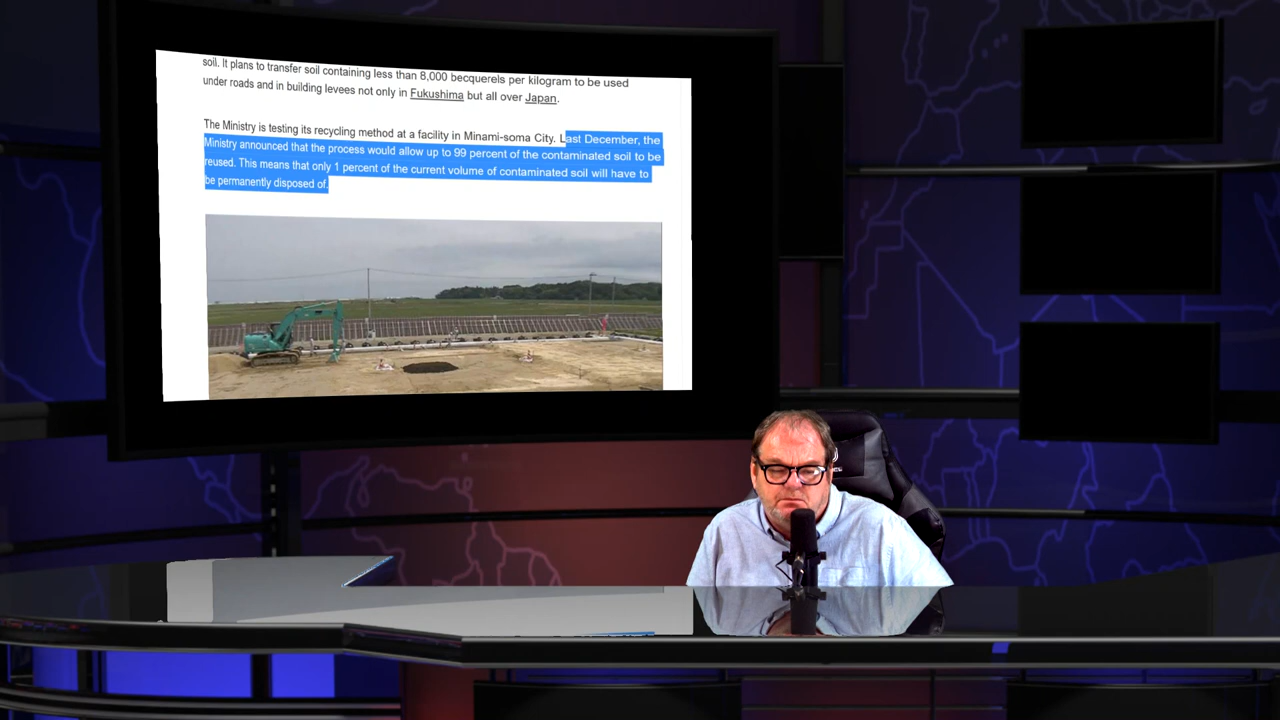 soil. It plans to transfer soil containing less than 8,000 becquerels per kilogram to be used
under roads and in building levees not only in Fukushima but all over Japan.
The Ministry is testing its recycling method at a facility in Minami-soma City. Last December, the
Ministry announced that the process would allow up to 99 percent of the contaminated soil to be
reused. This means that only 1 percent of the current volume of contaminated soil will have to
be permanently disposed of.